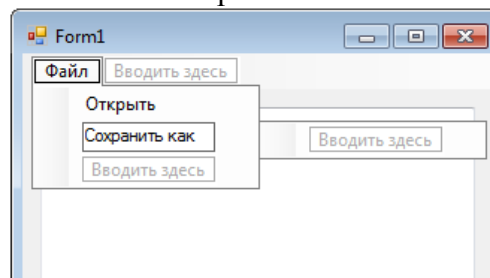 Form1
Файл Вводить здесь
Открыть
Сохранить как Вводить здесь
Вводить здесь